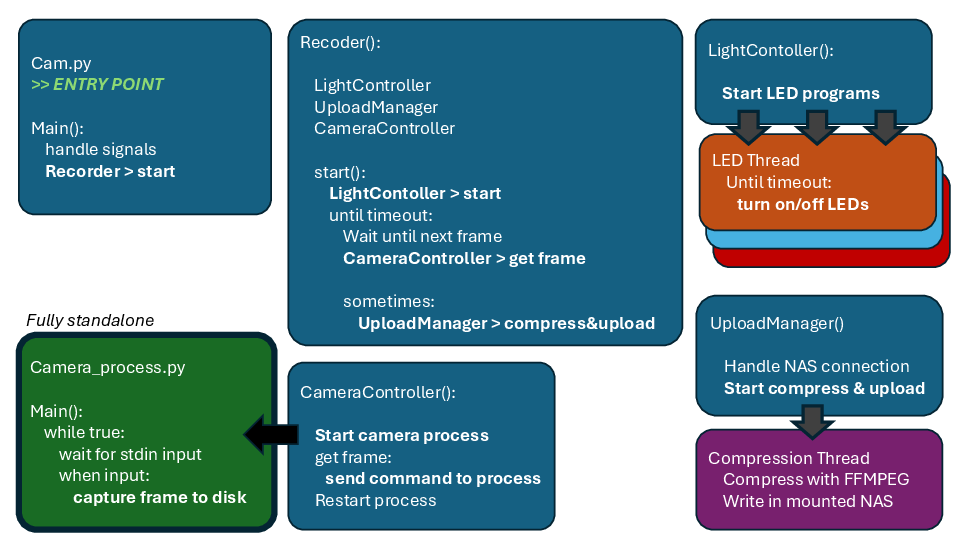 Cam.py
>> ENTRY POINT
Main():
handle signals
Recorder > start
Recoder():
LightController
UploadManager
CameraController
start():
LightContoller > start
until timeout:
Wait until next frame
CameraController > get frame
sometimes:
UploadManager > compress&upload
LightContoller():
Start LED programs
LED Thread
Until timeout:
turn on/off LEDs
Fully standalone
Camera_process.py
Main():
while true:
wait for stdin input
when input:
capture frame to disk
CameraController():
Start camera process
get frame:
send command to process
Restart process
UploadManager()
Handle NAS connection
Start compress & upload
Compression Thread
Compress with FFMPEG
Write in mounted NAS